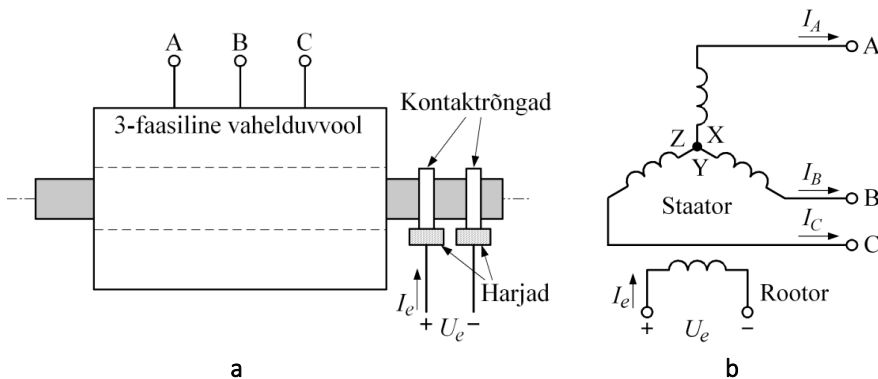 A B C
3-faasiline vahelduvvool
Kontaktrõngad
Harjad
I_e
+ U_e −
a
I_A
A
Z X
Y
I_B
B
Staator
I_C
C
I_e
Rootor
+ U_e −
b